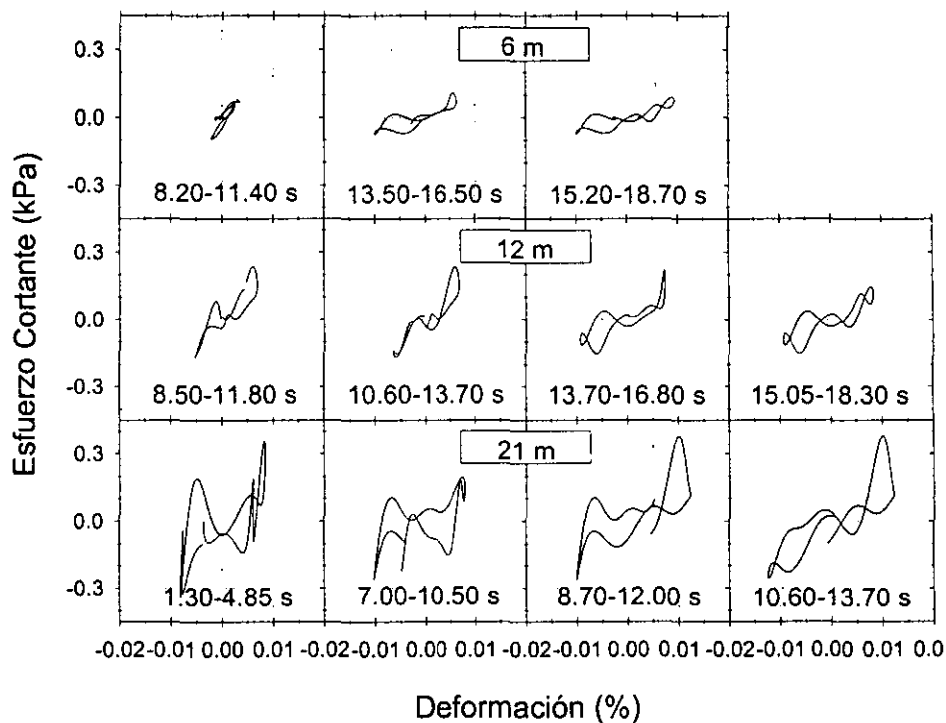 6 m
0.3
0.0
-0.3
8.20-11.40 s
13.50-16.50 s
15.20-18.70 s
12 m
0.3
0.0
-0.3
8.50-11.80 s
10.60-13.70 s
13.70-16.80 s
15.05-18.30 s
21 m
0.3
0.0
-0.3
1.30-4.85 s
7.00-10.50 s
8.70-12.00 s
10.60-13.70 s
-0.02-0.01 0.00 0.01 -0.02-0.01 0.00 0.01 -0.02-0.01 0.00 0.01 -0.02-0.01 0.00 0.01 0.0
Esfuerzo Cortante (kPa)
Deformación (%)